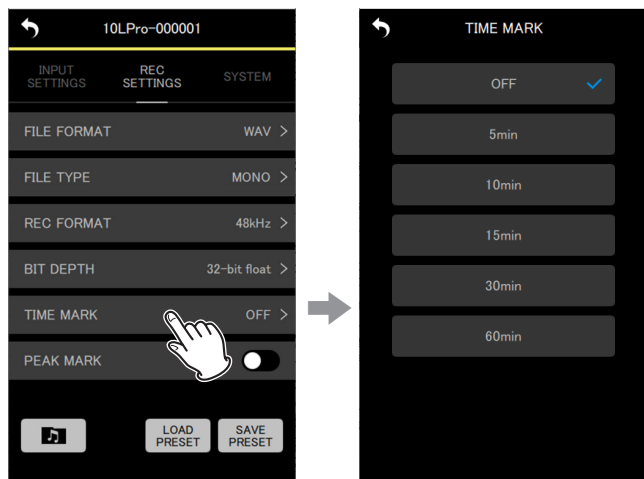 10LPro-000001
INPUT
SETTINGS
REC
SETTINGS
SYSTEM
FILE FORMAT WAV >
FILE TYPE MONO >
REC FORMAT 48kHz >
BIT DEPTH 32-bit float >
TIME MARK OFF >
PEAK MARK
LOAD
PRESET
SAVE
PRESET
TIME MARK
OFF
5min
10min
15min
30min
60min